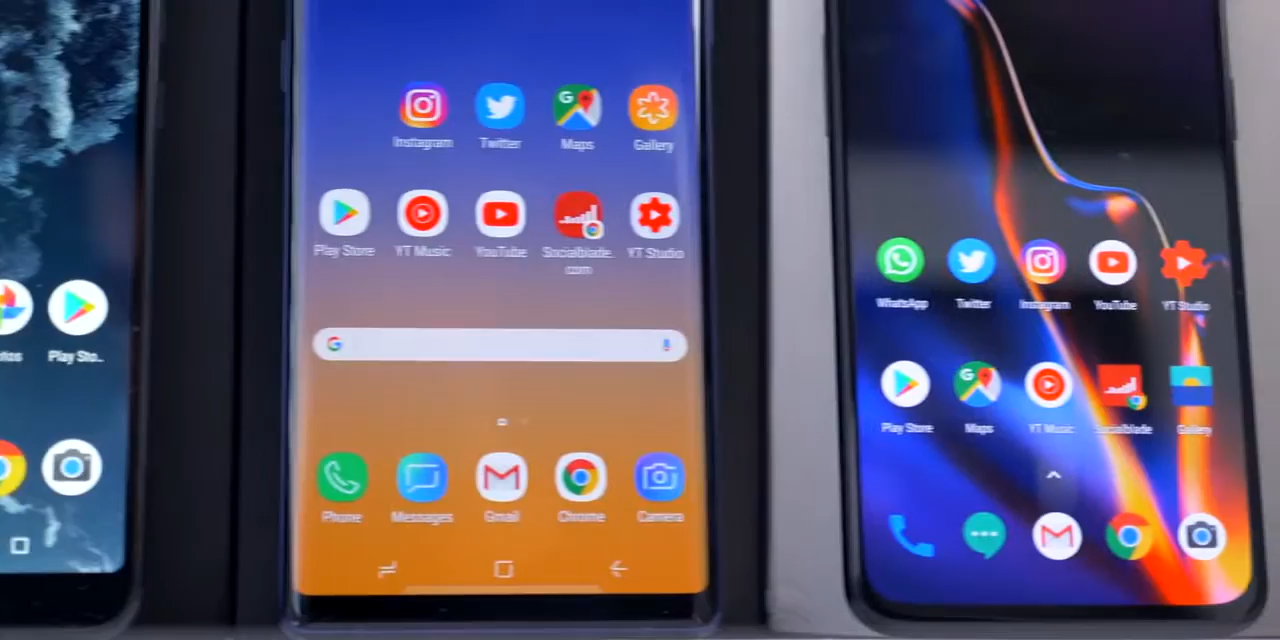 Instagram Twitter Maps Gallery
Play Store YT Music YouTube Socialblade. YT Studio
com
WhatsApp Twitter Instagram YouTube YT Studio
Play Sto..
Play Store Maps YT Music Socialblade Gallery
Phone Messages Gmail Chrome Camera